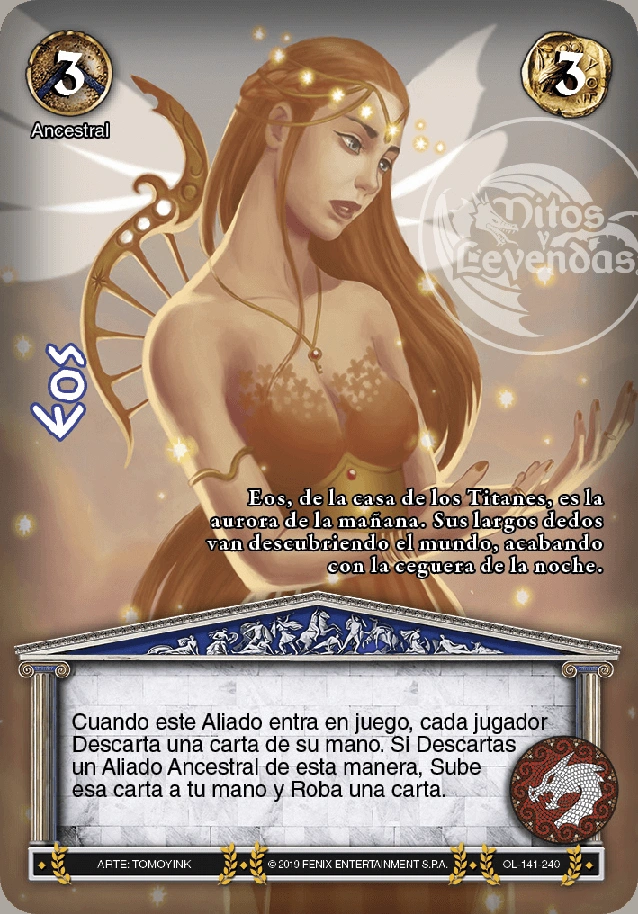 3
3
Ancestral
Mitos
y
Leyendas
Eos
Eos, de la casa de los Titanes, es la
aurora de la mañana. Sus largos dedos
van descubriendo el mundo, acabando
con la ceguera de la noche.
Cuando este Aliado entra en juego, cada jugador
Descarta una carta de su mano. Si Descartas
un Aliado Ancestral de esta manera, Sube
esa carta a tu mano y Roba una carta.
ARTE: TOMOYINK
© 2019 FENIX ENTERTAINMENT S.P.A.
OL-141-240